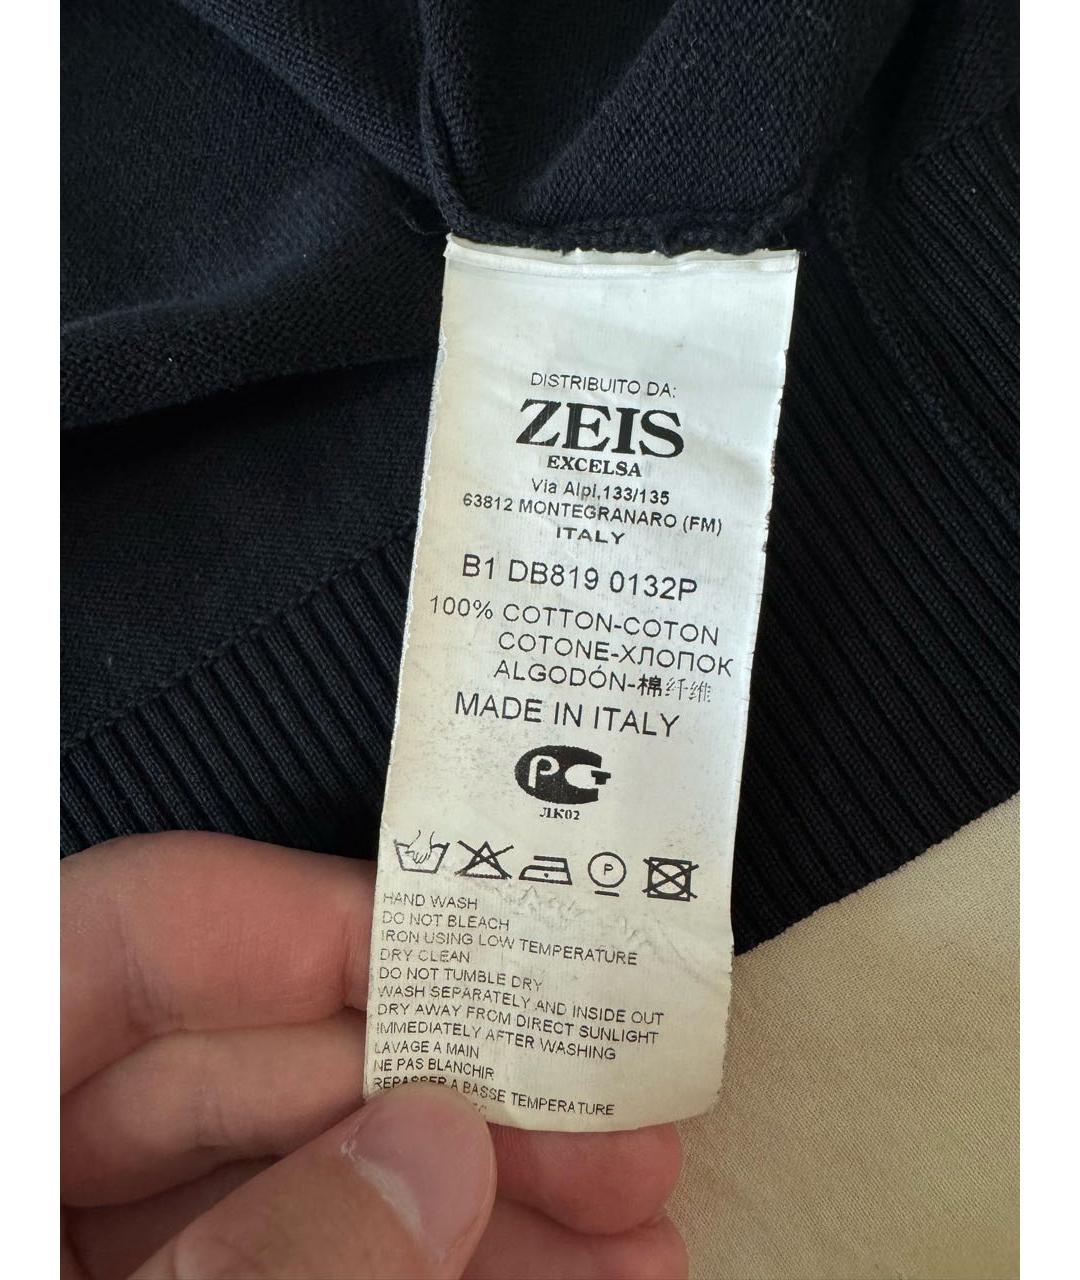 DISTRIBUITO DA:
ZEIS
EXCELSA
Via Alpi,133/135
63812 MONTEGRANARO (FM)
ITALY
B1 DB819 0132P
100% COTTON-COTON
COTONE-ХЛОПОК
ALGODÓN-棉纤维
MADE IN ITALY
РСТ
ЛК02
P
HAND WASH
DO NOT BLEACH
IRON USING LOW TEMPERATURE
DRY CLEAN
DO NOT TUMBLE DRY
WASH SEPARATELY AND INSIDE OUT
DRY AWAY FROM DIRECT SUNLIGHT
IMMEDIATELY AFTER WASHING
LAVAGE A MAIN
NE PAS BLANCHIR
REPASSER A BASSE TEMPERATURE